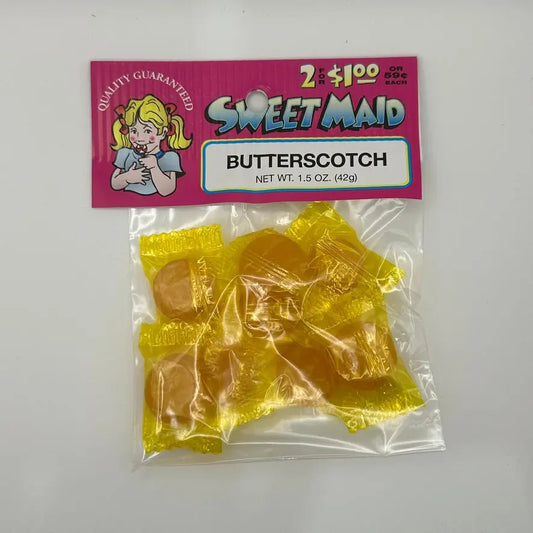 QUALITY GUARANTEED
2 FOR $1.00 OR 59¢ EACH
SWEET MAID
BUTTERSCOTCH
NET WT. 1.5 OZ. (42g)